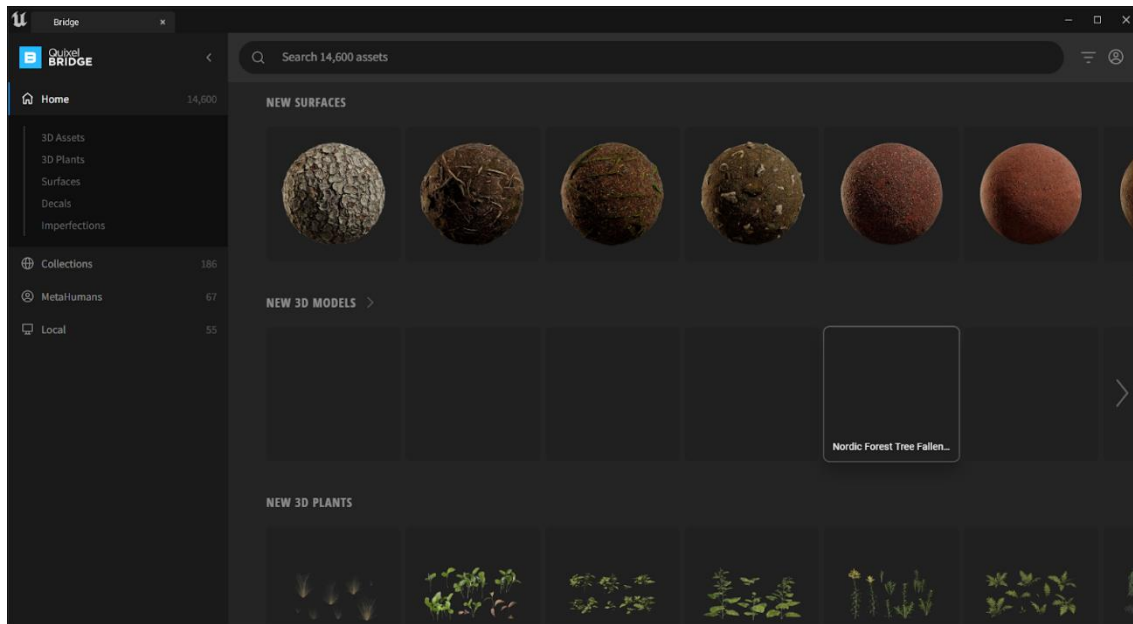 Bridge
Quixel
BRIDGE
Search 14,600 assets
Home 14,600
3D Assets
3D Plants
Surfaces
Decals
Imperfections
Collections 186
MetaHumans 67
Local 55
NEW SURFACES
NEW 3D MODELS
Nordic Forest Tree Fallen...
NEW 3D PLANTS